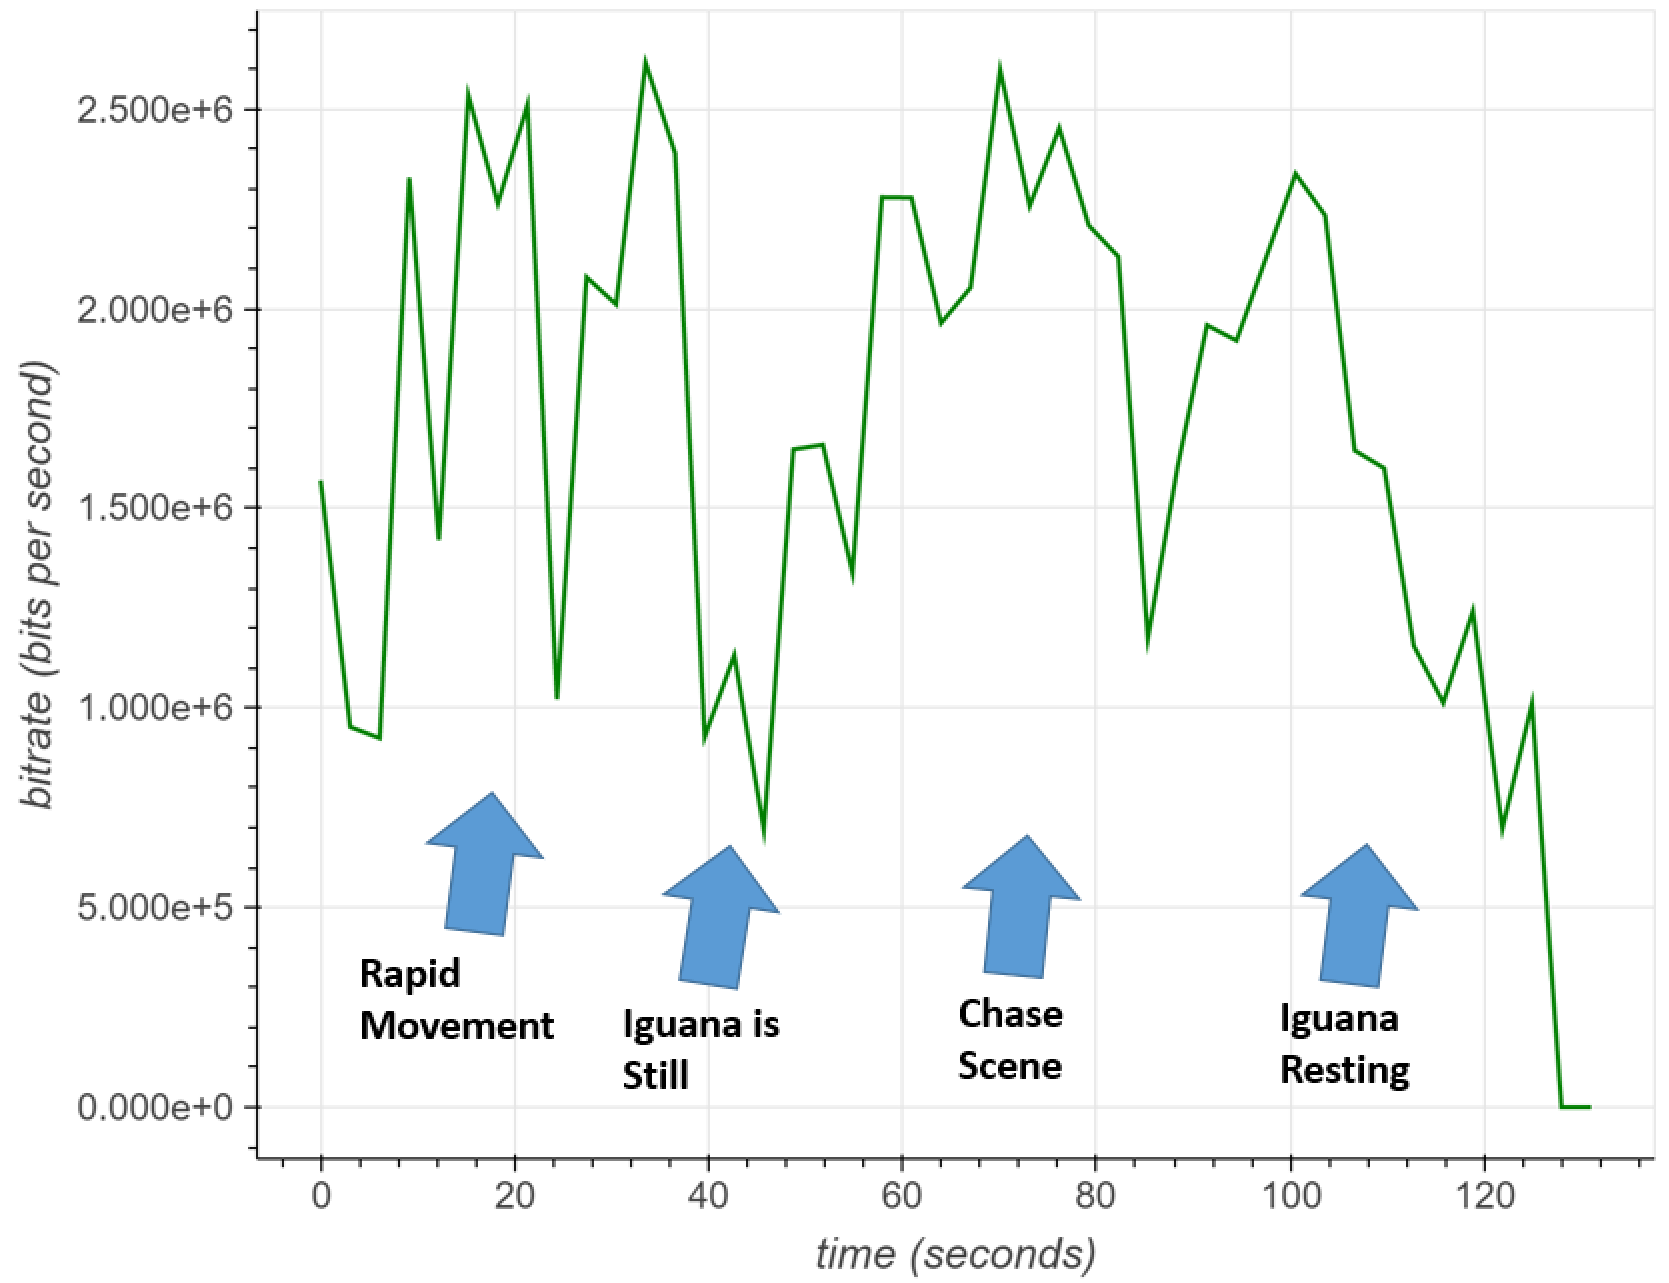 2.500e+6
2.000e+6
1.500e+6
1.000e+6
5.000e+5
0.000e+0
bitrate (bits per second)
Rapid
Movement
Iguana is
Still
Chase
Scene
Iguana
Resting
0 20 40 60 80 100 120
time (seconds)